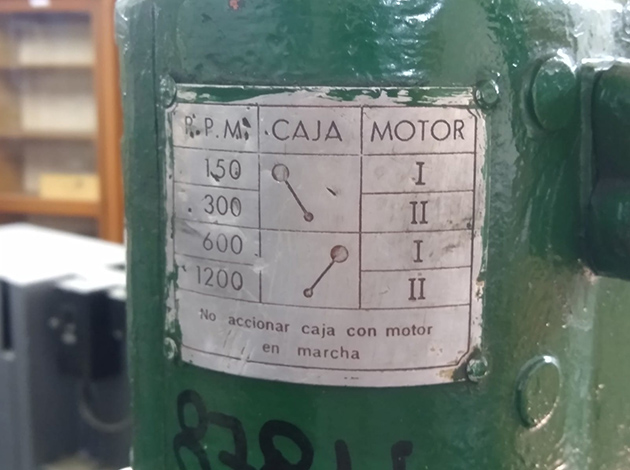 R.P.M. CAJA MOTOR
150 I
300 II
600 I
1200 II
No accionar caja con motor
en marcha